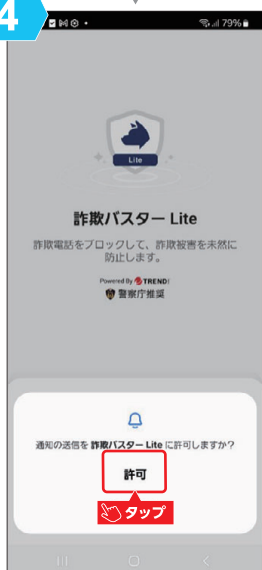 4
79%
Lite
詐欺バスター Lite
詐欺電話をブロックして、詐欺被害を未然に
防止します。
Powered By TREND
警察庁推奨
通知の送信を 詐欺バスター Lite に許可しますか?
許可
タップ